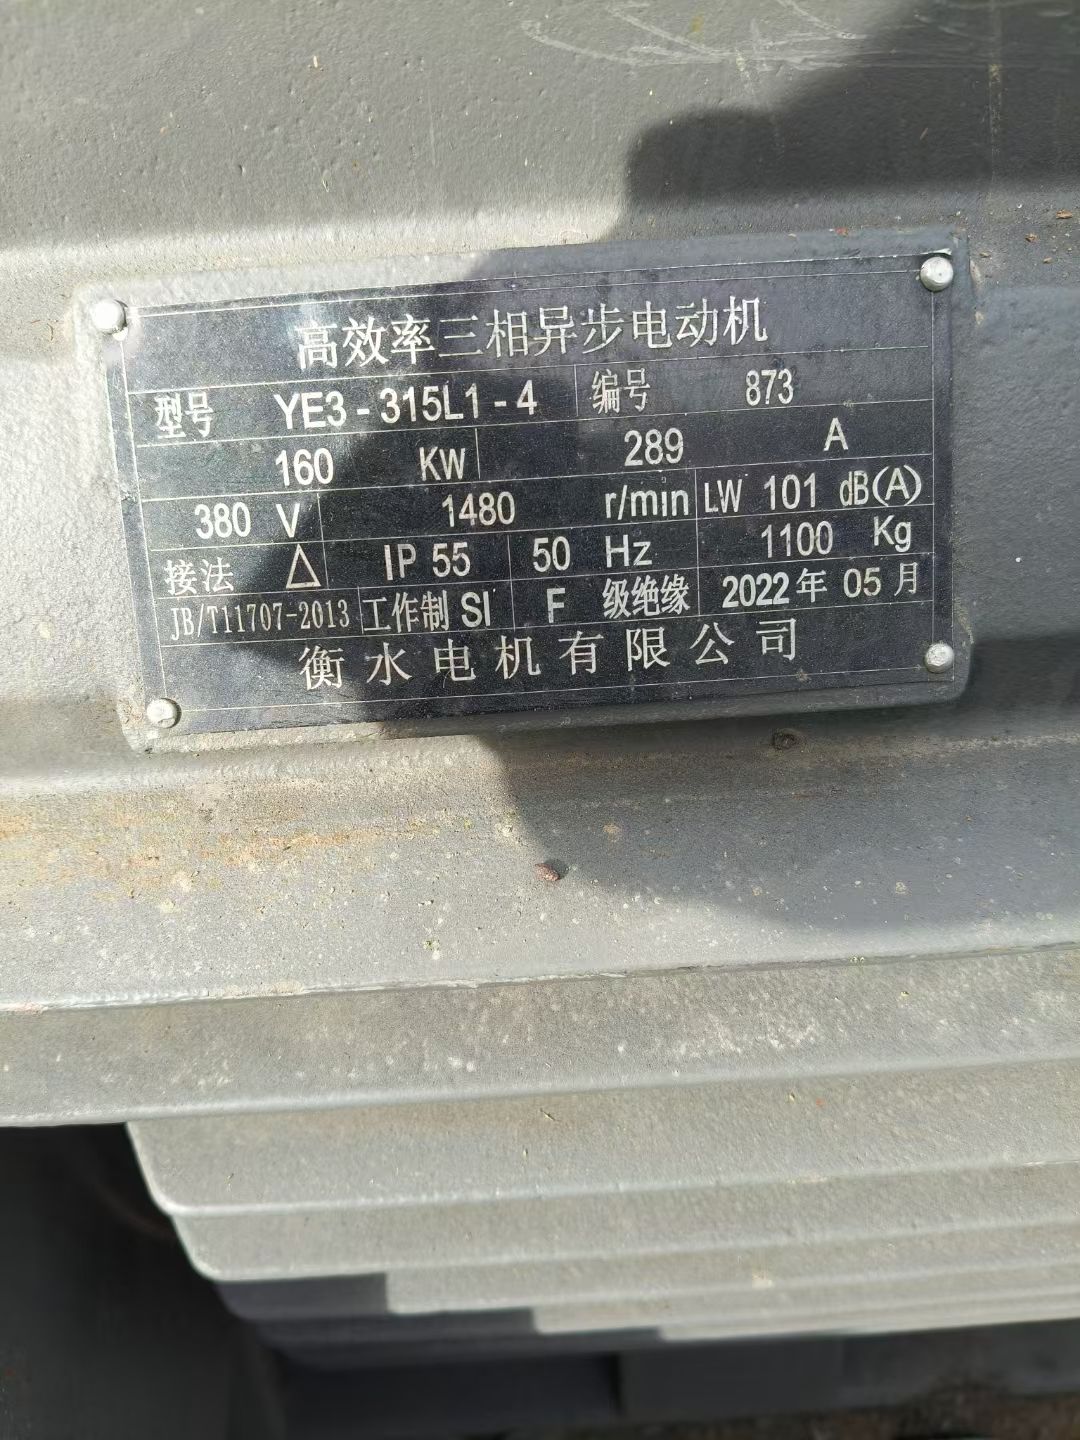 高效率三相异步电动机
型号 YE3-315L1-4 编号 873
160 KW 289 A
380 V 1480 r/min LW 101 dB(A)
接法 △ IP 55 50 Hz 1100 Kg
JB/T11707-2013 工作制 SI F 级绝缘 2022年 05月
衡水电机有限公司